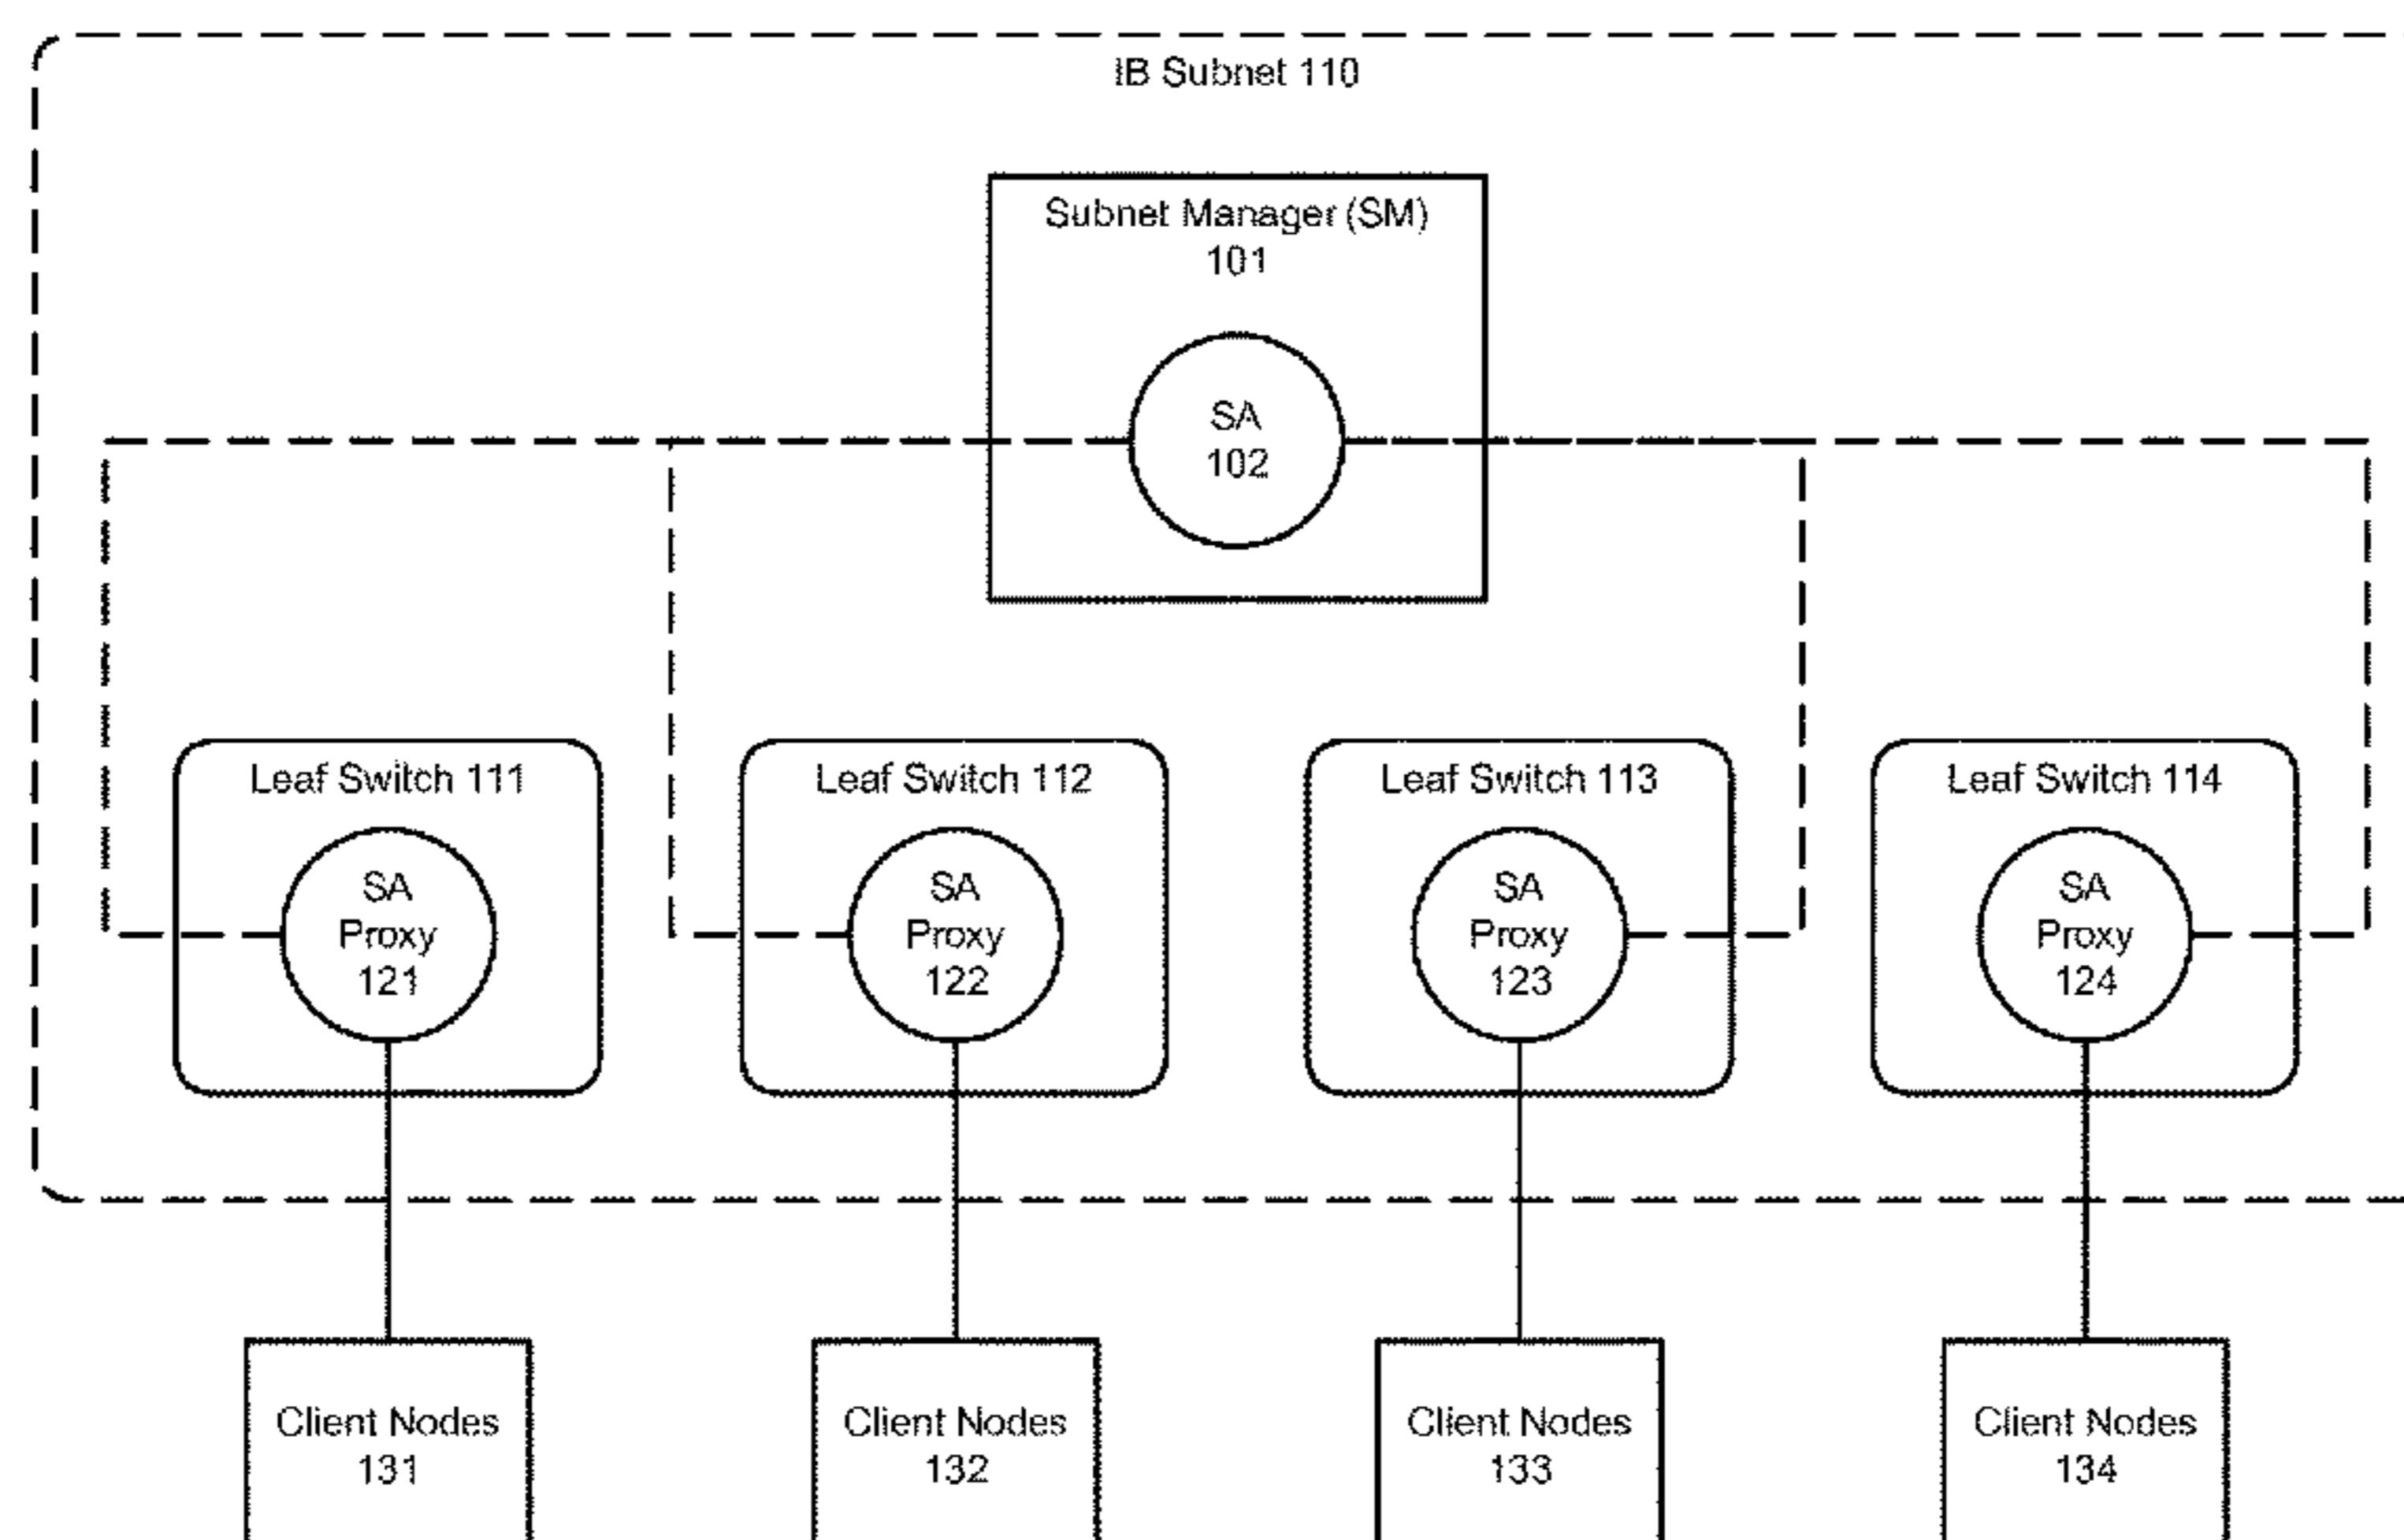 IB Subnet 110
Subnet Manager (SM)
101
SA
102
Leaf Switch 111
SA
Proxy
121
Leaf Switch 112
SA
Proxy
122
Leaf Switch 113
SA
Proxy
123
Leaf Switch 114
SA
Proxy
124
Client Nodes
131
Client Nodes
132
Client Nodes
133
Client Nodes
134